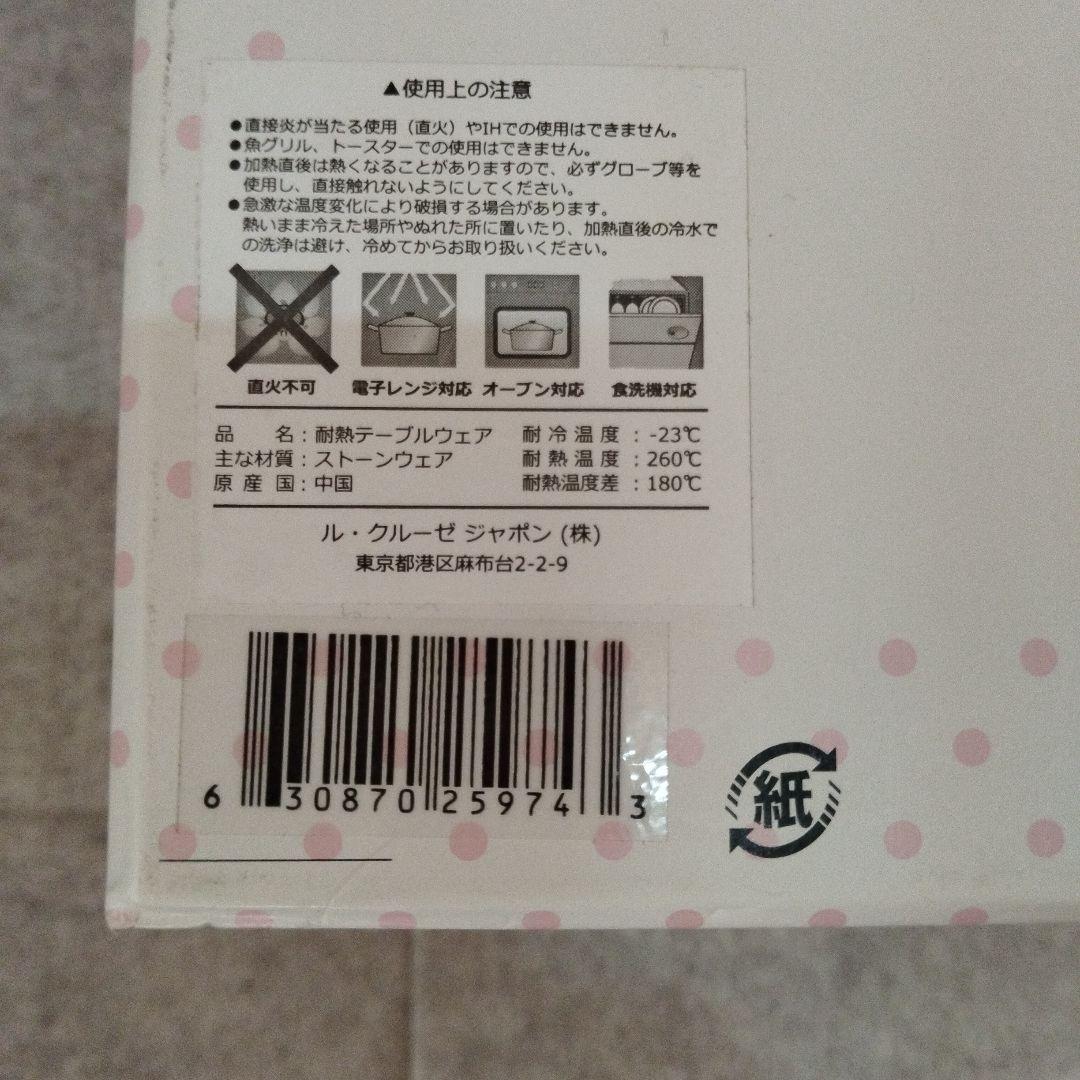 ▲使用上の注意
●直接炎が当たる使用（直火）やIHでの使用はできません。
●魚グリル、トースターでの使用はできません。
●加熱直後は熱くなることがありますので、必ずグローブ等を
使用し、直接触れないようにしてください。
●急激な温度変化により破損する場合があります。
熱いまま冷えた場所やぬれた所に置いたり、加熱直後の冷水で
の洗浄は避け、冷めてからお取り扱いください。
直火不可 電子レンジ対応 オーブン対応 食洗機対応
品 名：耐熱テーブルウェア 耐冷温度：-23℃
主な材質：ストーンウェア 耐熱温度：260℃
原産国：中国 耐熱温度差：180℃
ル・クルーゼ ジャポン (株)
東京都港区麻布台2-2-9
6 30870 25974 3
紙